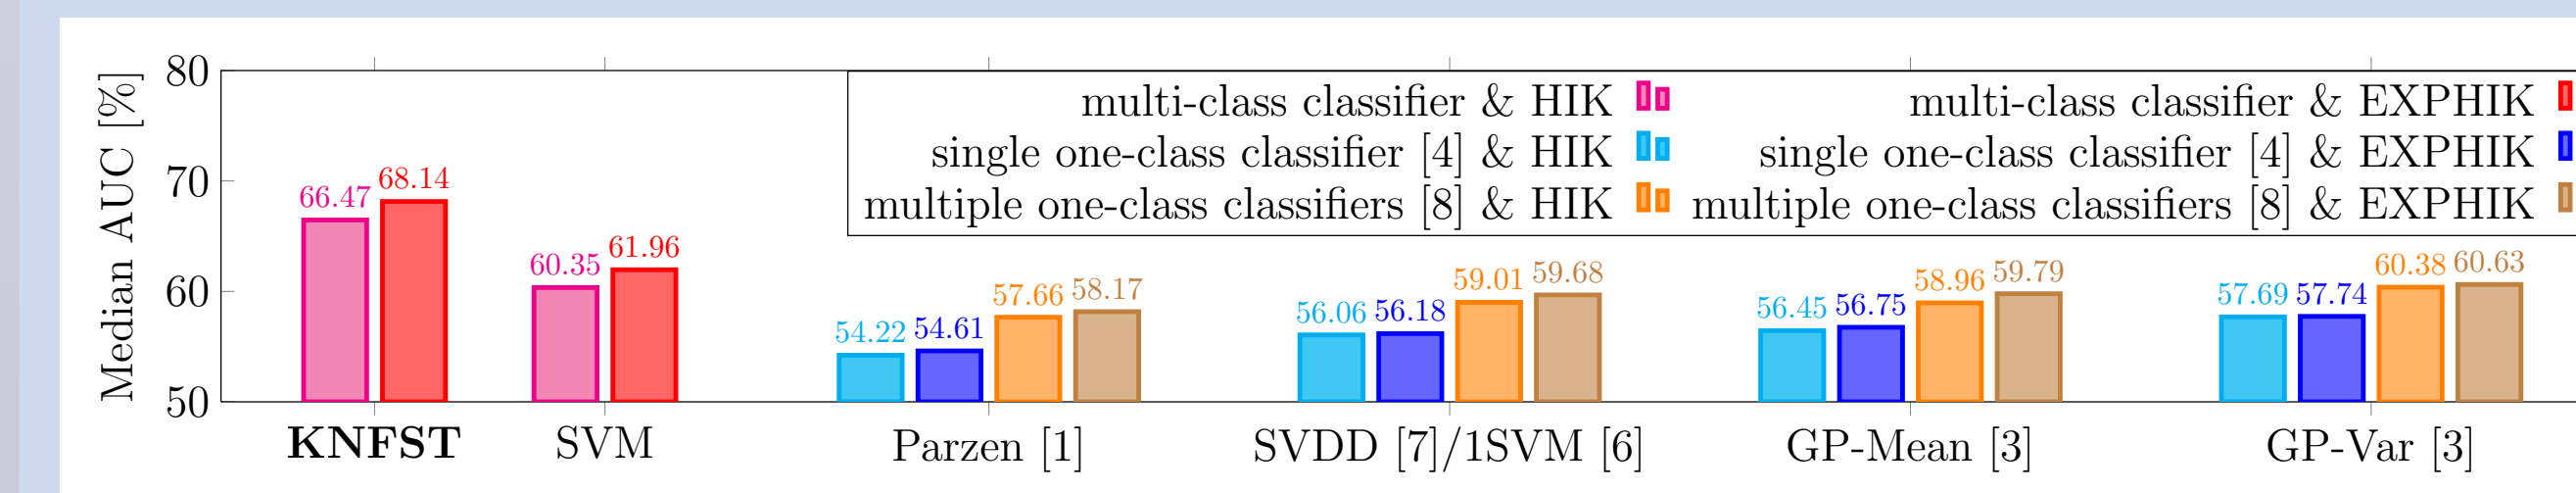 Median AUC [%]
80
70
60
50
multi-class classifier & HIK
multi-class classifier & EXPHIK
single one-class classifier [4] & HIK
single one-class classifier [4] & EXPHIK
multiple one-class classifiers [8] & HIK
multiple one-class classifiers [8] & EXPHIK
66.47 68.14
60.35 61.96
54.22 54.61 57.66 58.17
56.06 56.18 59.01 59.68
56.45 56.75 58.96 59.79
57.69 57.74 60.38 60.63
KNFST
SVM
Parzen [1]
SVDD [7]/1SVM [6]
GP-Mean [3]
GP-Var [3]